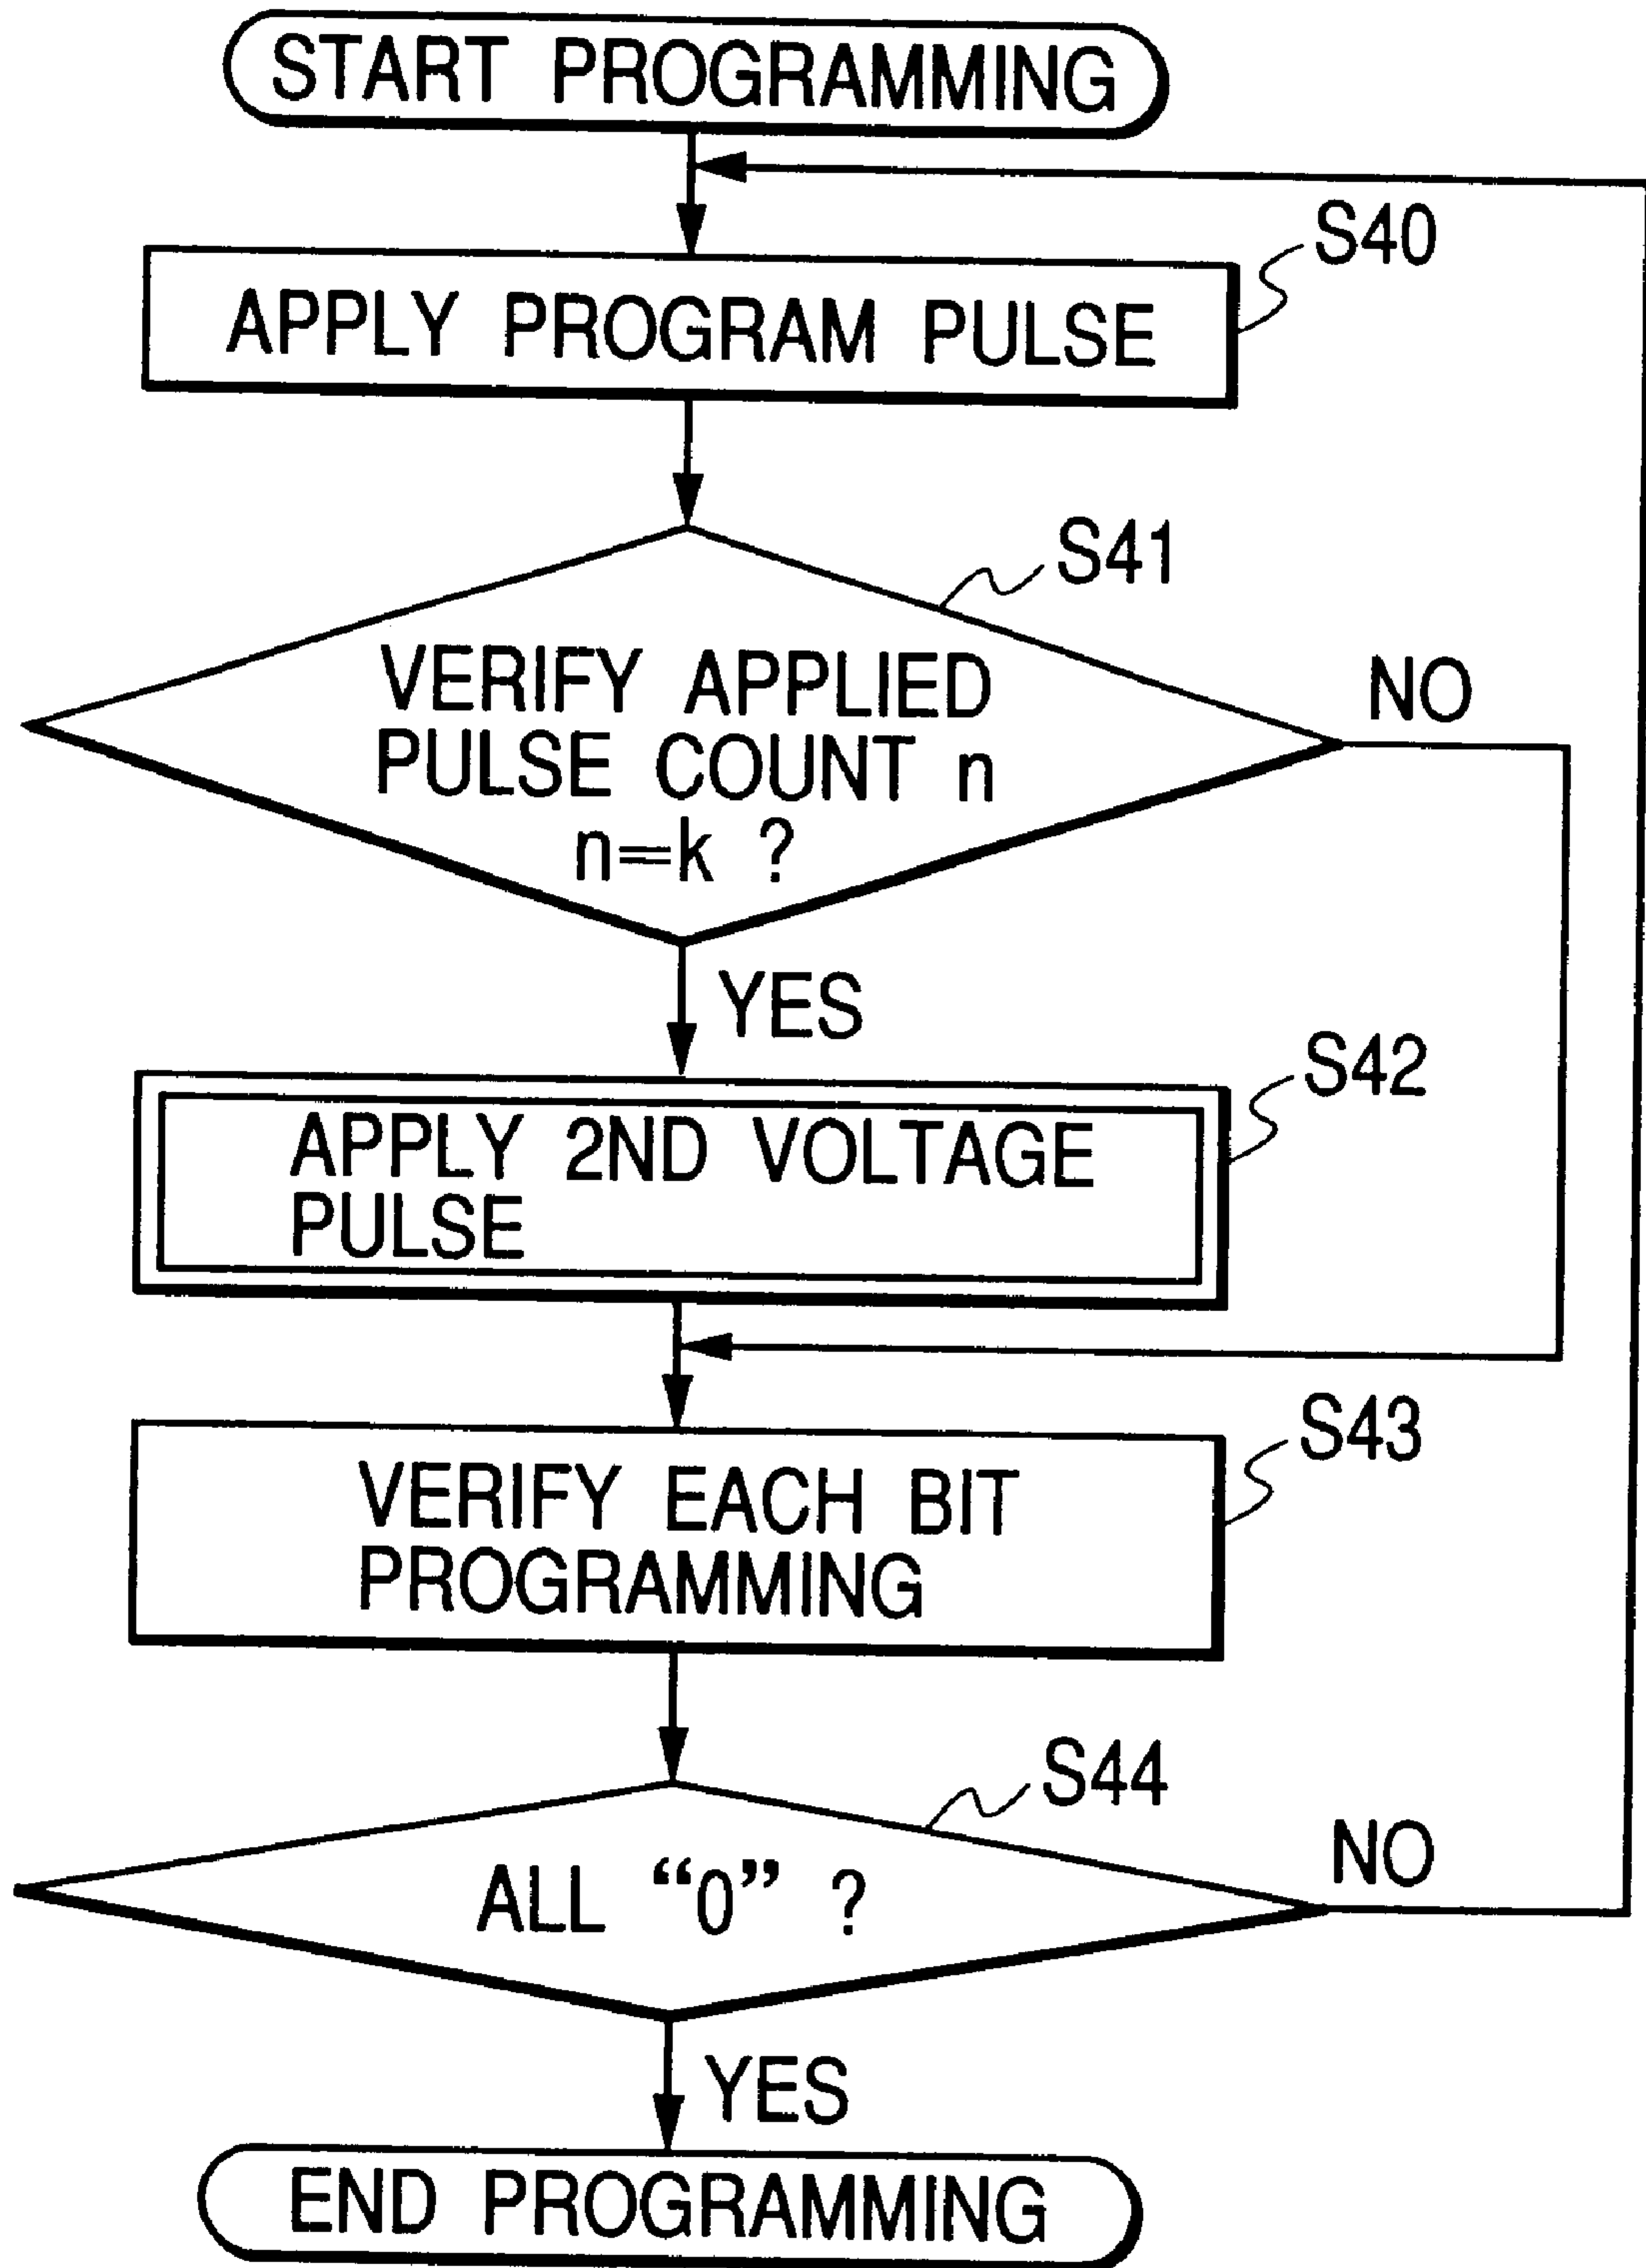 START PROGRAMMING
S40
APPLY PROGRAM PULSE
S41
VERIFY APPLIED
PULSE COUNT n
n=k ?
NO
YES
S42
APPLY 2ND VOLTAGE
PULSE
S43
VERIFY EACH BIT
PROGRAMMING
S44
ALL “0” ?
NO
YES
END PROGRAMMING